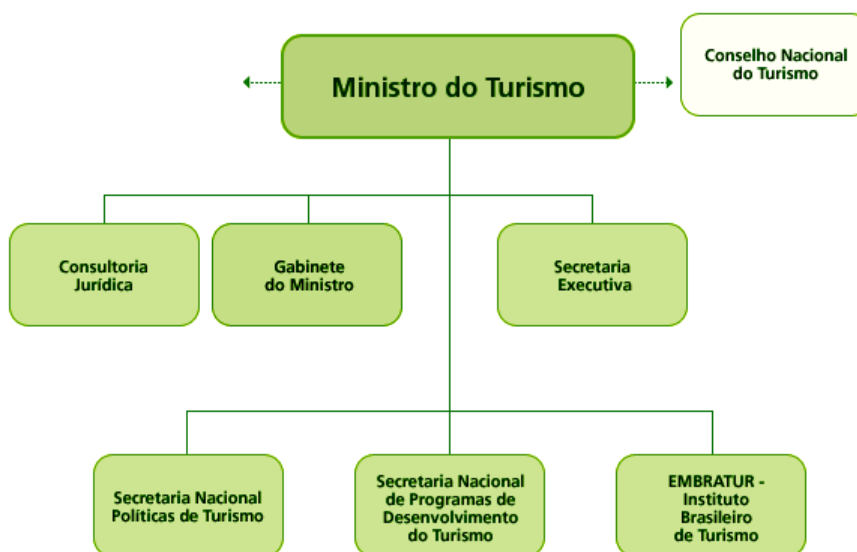 Ministro do Turismo
Conselho Nacional
do Turismo
Consultoria
Jurídica
Gabinete
do Ministro
Secretaria
Executiva
Secretaria Nacional
Políticas de Turismo
Secretaria Nacional
de Programas de
Desenvolvimento
do Turismo
EMBRATUR -
Instituto
Brasileiro
de Turismo